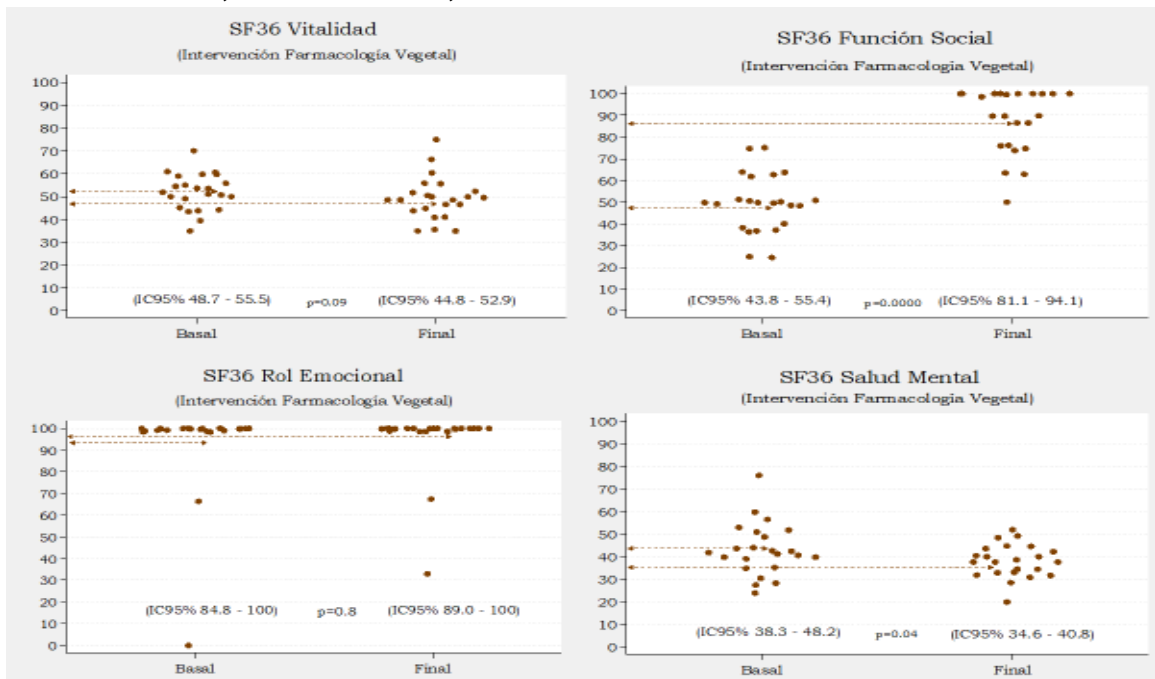 SF36 Vitalidad
(Intervención Farmacología Vegetal)
100
90
80
70
60
50
40
30
20
10
0
(IC95% 48.7 - 55.5) p=0.09 (IC95% 44.8 - 52.9)
Basal Final
SF36 Función Social
(Intervención Farmacología Vegetal)
100
90
80
70
60
50
40
30
20
10
0
(IC95% 43.8 - 55.4) p=0.0000 (IC95% 81.1 - 94.1)
Basal Final
SF36 Rol Emocional
(Intervención Farmacología Vegetal)
100
90
80
70
60
50
40
30
20
10
0
(IC95% 84.8 - 100) p=0.8 (IC95% 89.0 - 100)
Basal Final
SF36 Salud Mental
(Intervención Farmacología Vegetal)
100
90
80
70
60
50
40
30
20
10
0
(IC95% 38.3 - 48.2) p=0.04 (IC95% 34.6 - 40.8)
Basal Final